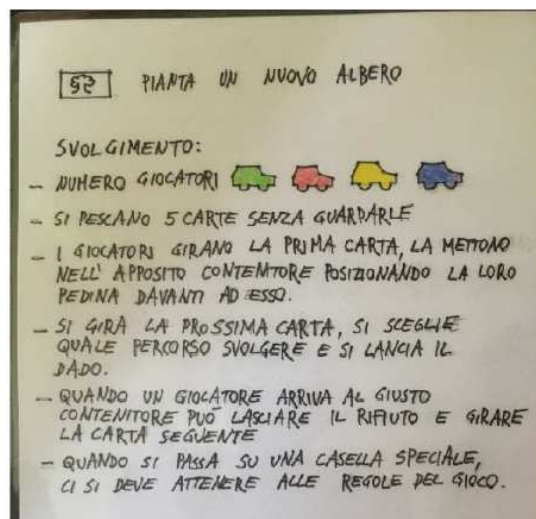 PIANTA UN NUOVO ALBERO
SVOLGIMENTO:
- NUMERO GIOCATORI
- SI PESCANO 5 CARTE SENZA GUARDARLE
- I GIOCATORI GIRANO LA PRIMA CARTA, LA METTONO
NELL' APPOSITO CONTENITORE POSIZIONANDO LA LORO
PEDINA DAVANTI AD ESSO.
- SI GIRA LA PROSSIMA CARTA, SI SCEGLIE
QUALE PERCORSO SVOLGERE E SI LANCIA IL
DADO.
- QUANDO UN GIOCATORE ARRIVA AL GIUSTO
CONTENITORE PUÒ LASCIARE IL RIFIUTO E GIRARE
LA CARTA SEGUENTE
- QUANDO SI PASSA SU UNA CASELLA SPECIALE,
CI SI DEVE ATTENERE ALLE REGOLE DEL GIOCO.